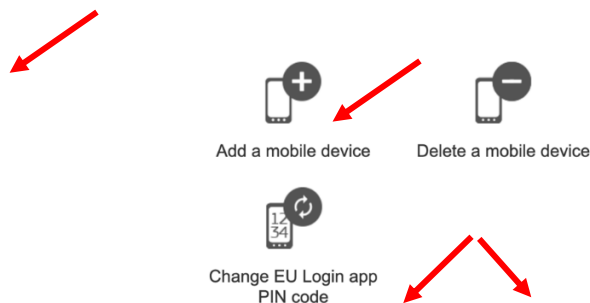 Add a mobile device
Delete a mobile device
12
34
Change EU Login app
PIN code